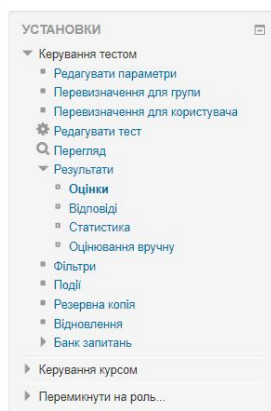 УСТАНОВКИ
Керування тестом
Редагувати параметри
Перевизначення для групи
Перевизначення для користувача
Редагувати тест
Перегляд
Результати
Оцінки
Відповіді
Статистика
Оцінювання вручну
Фільтри
Події
Резервна копія
Відновлення
Банк запитань
Керування курсом
Перемикнути на роль...